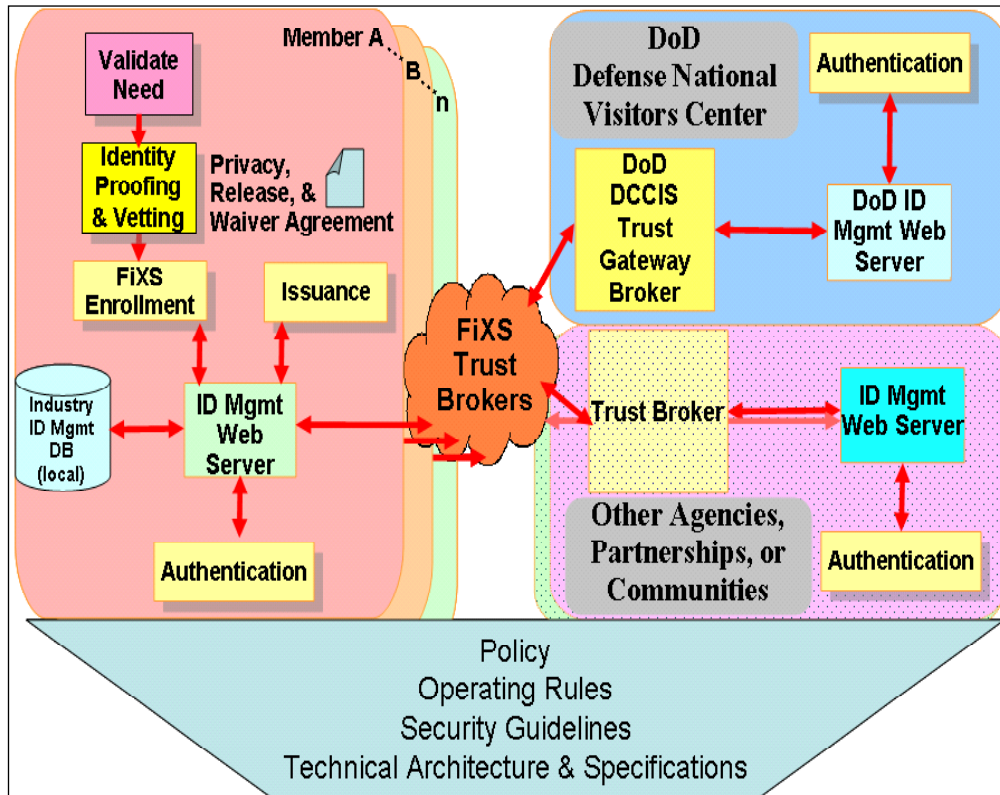 Member A
B
n
Validate
Need
Identity
Proofing
& Vetting
Privacy,
Release, &
Waiver Agreement
FiXS
Enrollment
Issuance
Industry
ID Mgmt
DB
(local)
ID Mgmt
Web
Server
Authentication
FiXS
Trust
Brokers
DoD
Defense National
Visitors Center
Authentication
DoD
DCCIS
Trust
Gateway
Broker
DoD ID
Mgmt Web
Server
Trust Broker
ID Mgmt
Web Server
Other Agencies,
Partnerships, or
Communities
Authentication
Policy
Operating Rules
Security Guidelines
Technical Architecture & Specifications